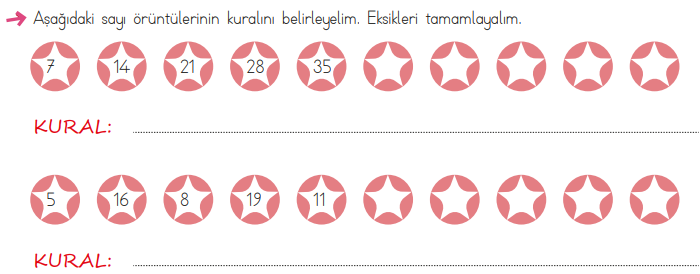 Aşağıdaki sayı örüntülerinin kuralını belirleyelim. Eksikleri tamamlayalım.
7 14 21 28 35
KURAL:
5 16 8 19 11
KURAL: